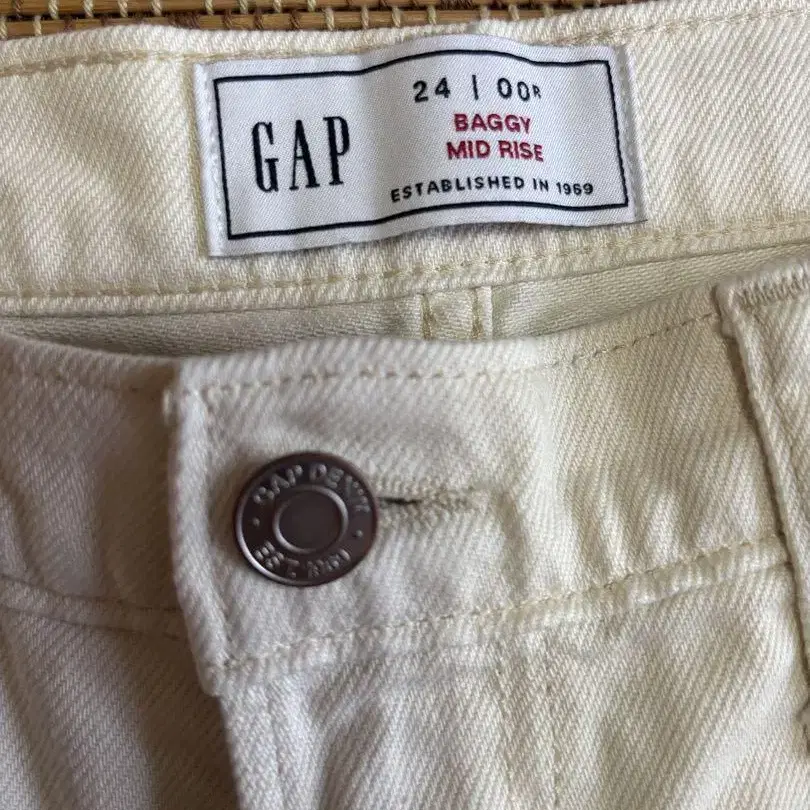 GAP
24 | 00R
BAGGY
MID RISE
ESTABLISHED IN 1969
GAP DENIM
EST. 1969